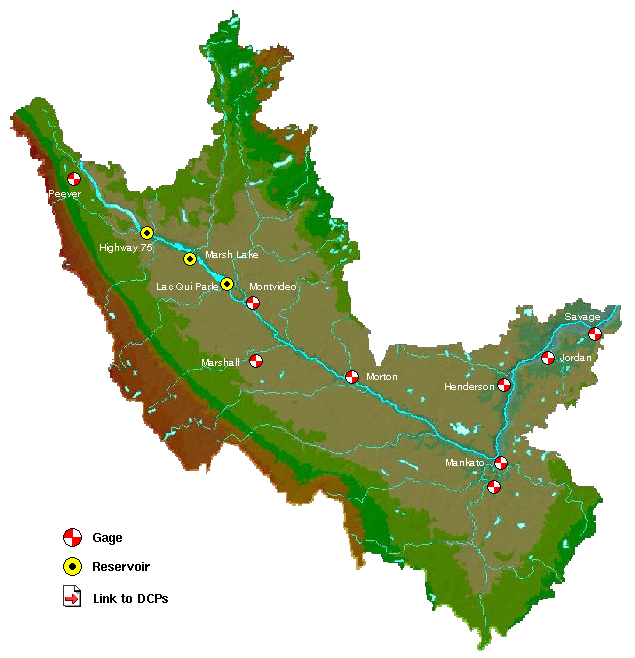 Peever
Highway 75
Marsh Lake
Lac Qui Parle
Montvideo
Savage
Jordan
Marshall
Morton
Henderson
Mankato
Gage
Reservoir
Link to DCPs